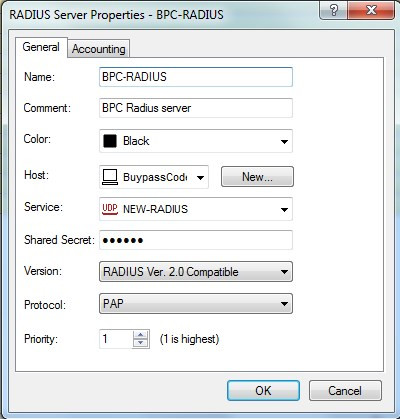 RADIUS Server Properties - BPC-RADIUS
General Accounting
Name: BPC-RADIUS
Comment: BPC Radius server
Color: Black
Host: New...
Service: UDP NEW-RADIUS
Shared Secret: ••••••
Version: RADIUS Ver. 2.0 Compatible
Protocol: PAP
Priority: 1 (1 is highest)
OK Cancel